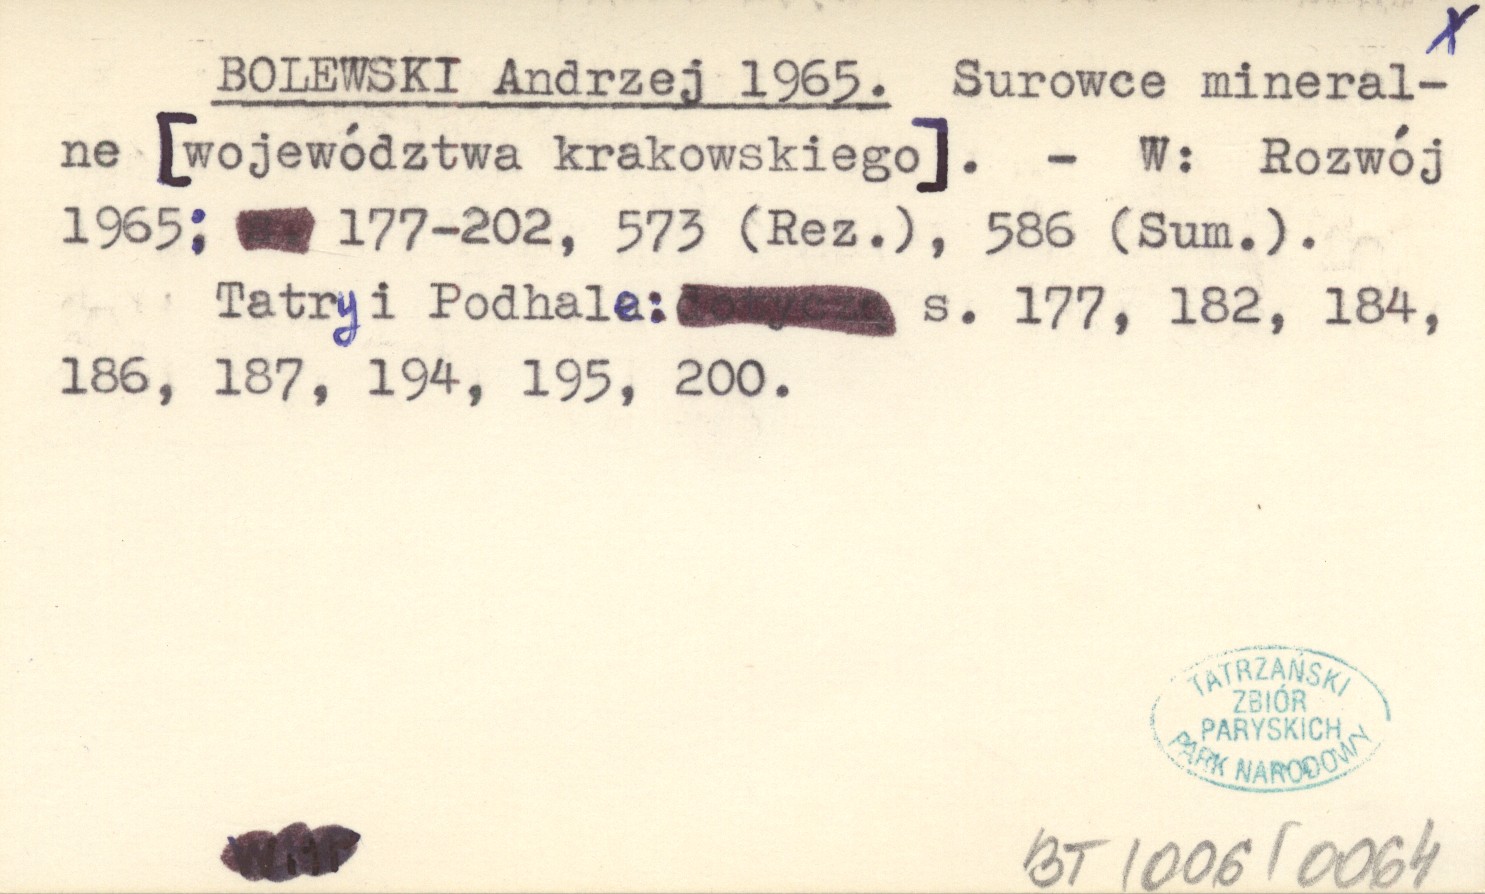 x
BOLEWSKI Andrzej 1965. Surowce mineral-
ne [województwa krakowskiego]. - W: Rozwój
1965; 177-202, 573 (Rez.), 586 (Sum.).
Tatry i Podhale: s. 177, 182, 184,
186, 187, 194, 195, 200.
TATRZAŃSKI
ZBIÓR
PARYSKICH
PARK NARODOWY
BT/006/0064